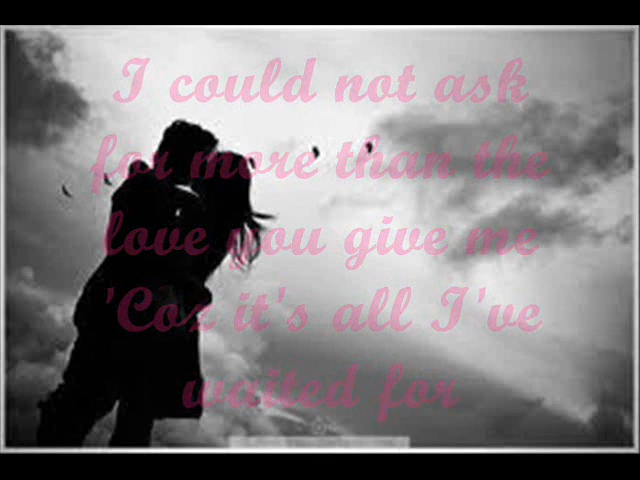 I could not ask
for more than the
love you give me
'Coz it's all I've
waited for